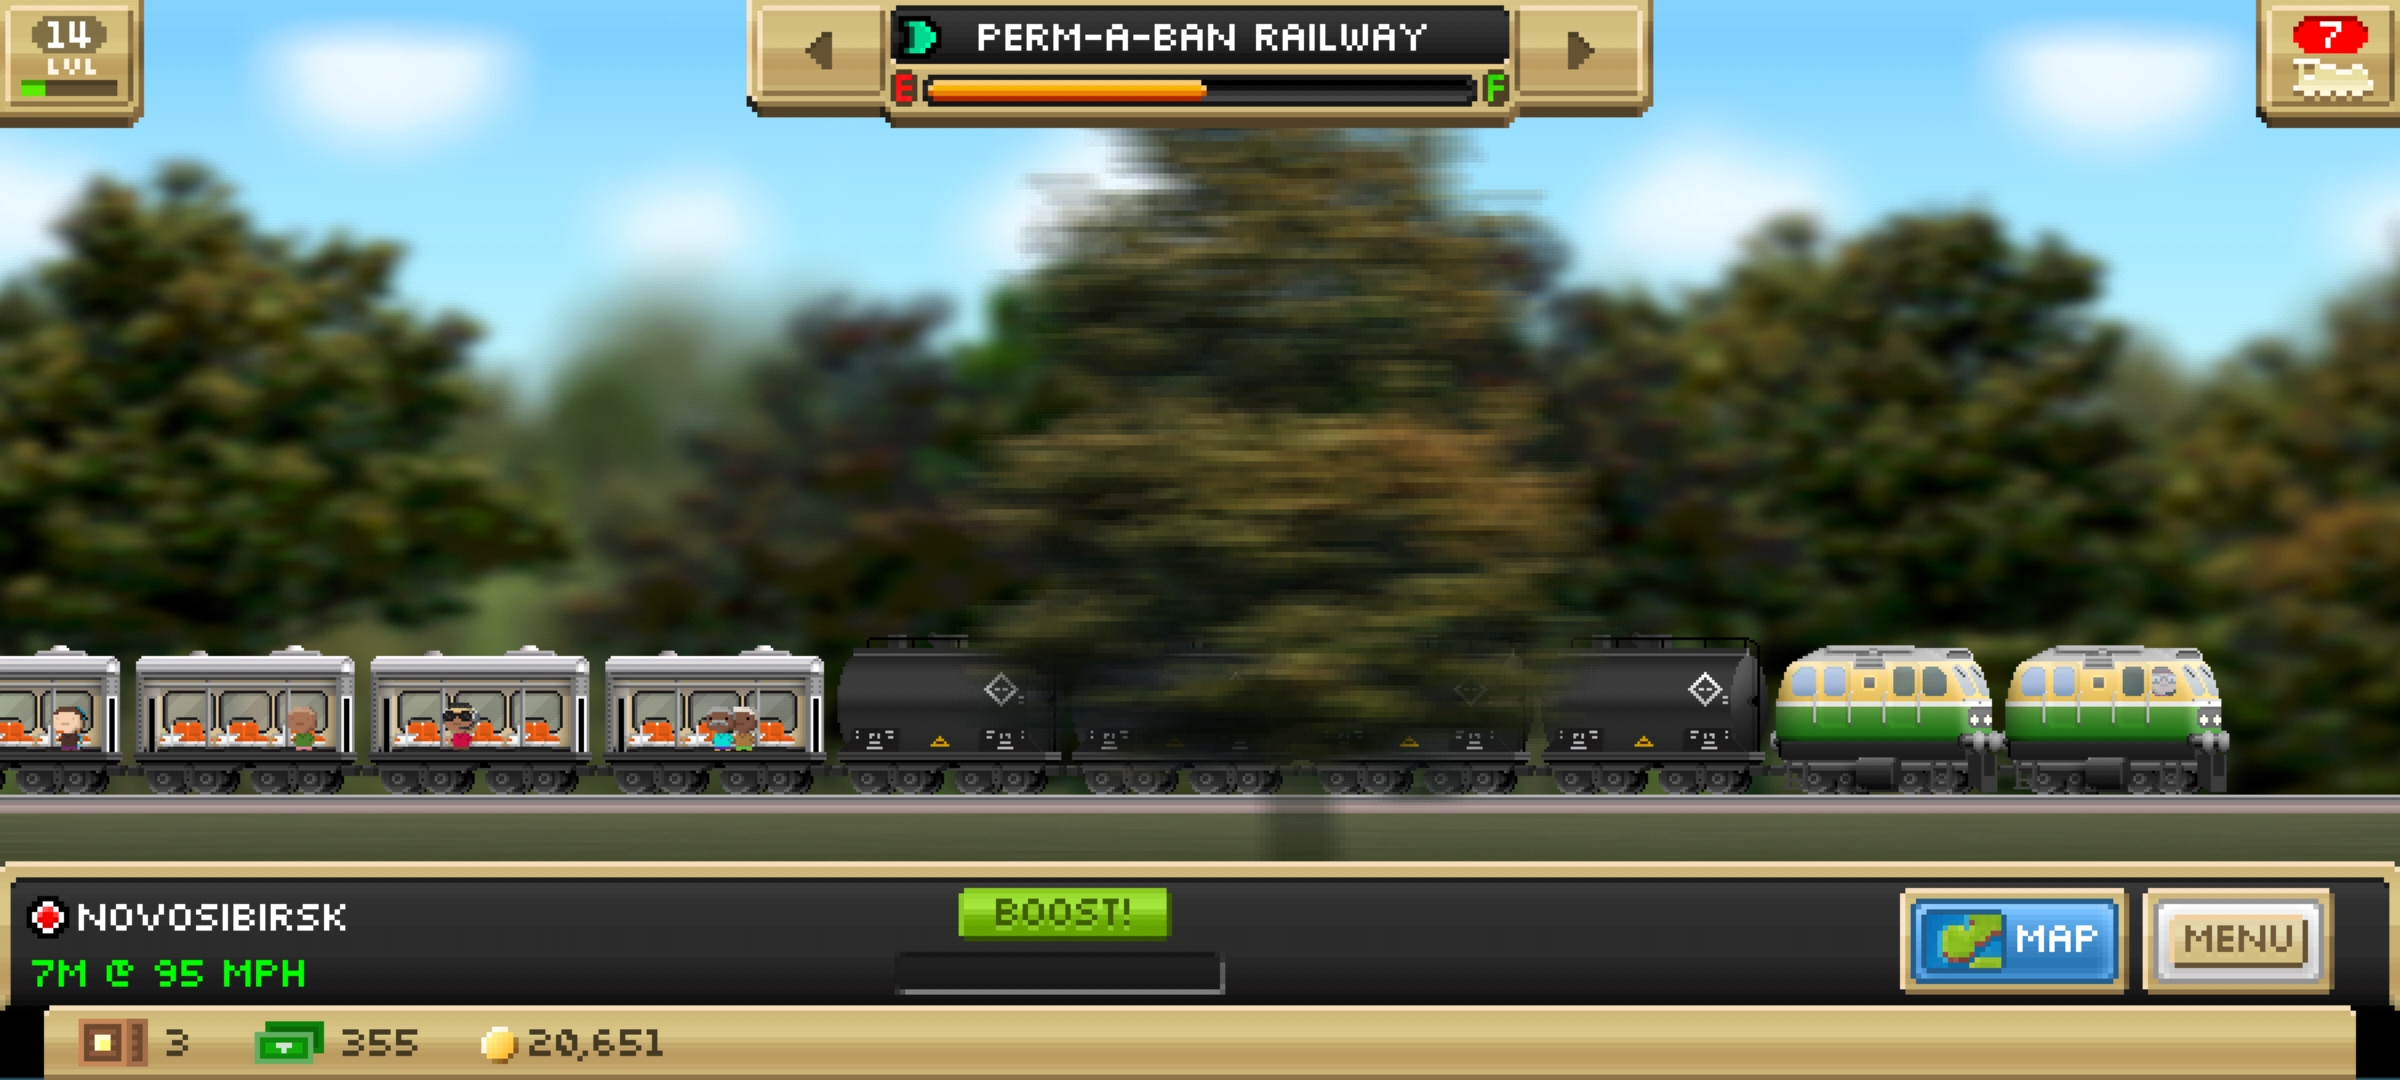 14
LVL
PERM-A-BAN RAILWAY
E F
7
NOVOSIBIRSK
7M @ 95 MPH
BOOST!
MAP
MENU
3
355
20,651